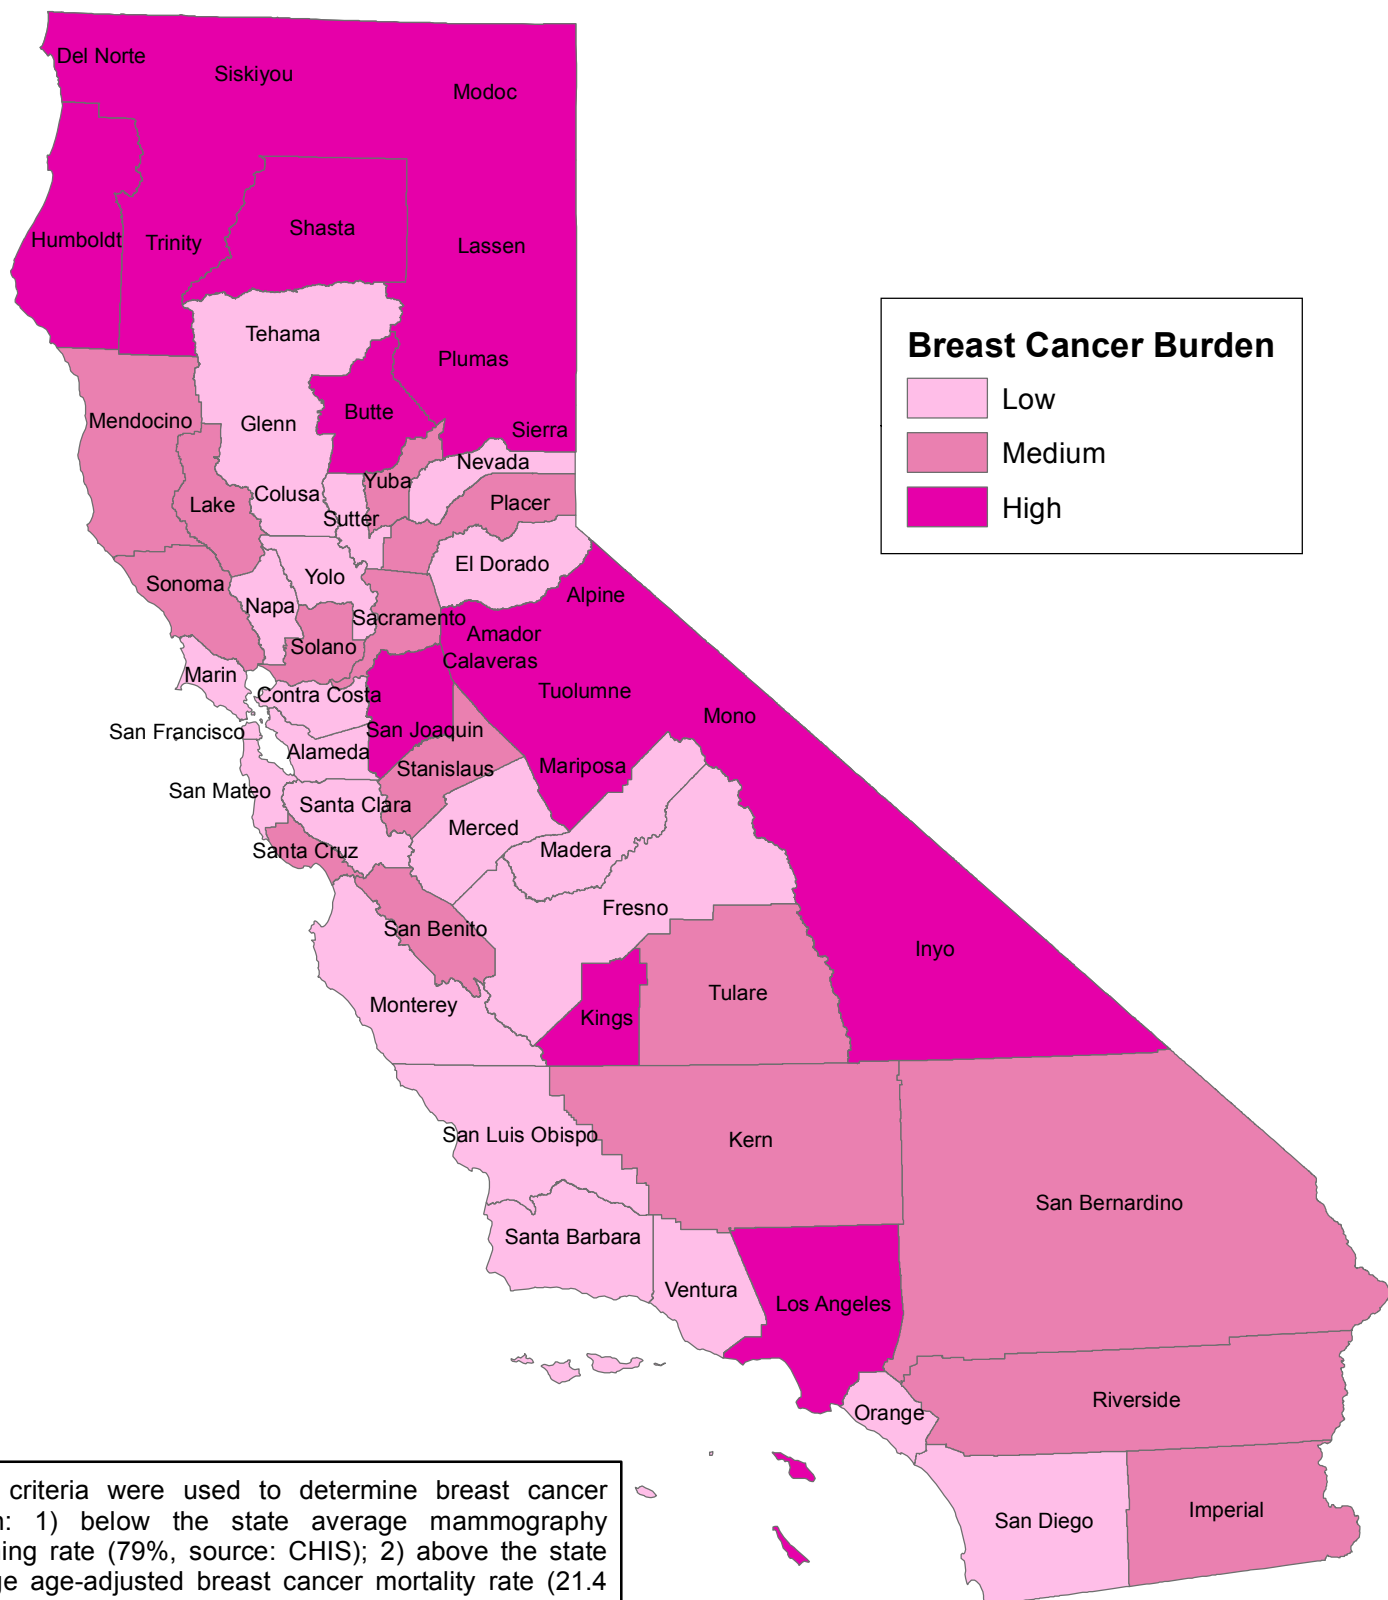 Del Norte
Siskiyou
Modoc
Humboldt
Trinity
Shasta
Lassen
Tehama
Plumas
Mendocino
Glenn
Butte
Sierra
Nevada
Lake
Colusa
Yuba
Sutter
Placer
El Dorado
Sonoma
Napa
Yolo
Alpine
Sacramento
Amador
Solano
Calaveras
Marin
Contra Costa
Tuolumne
Mono
San Francisco
San Joaquin
Alameda
Stanislaus
Mariposa
San Mateo
Santa Clara
Merced
Madera
Santa Cruz
Fresno
San Benito
Inyo
Monterey
Kings
Tulare
San Luis Obispo
Kern
San Bernardino
Santa Barbara
Ventura
Los Angeles
Orange
Riverside
San Diego
Imperial
Breast Cancer Burden
Low
Medium
High
criteria were used to determine breast cancer
: 1) below the state average mammography
ing rate (79%, source: CHIS); 2) above the state
ge age-adjusted breast cancer mortality rate (21.4